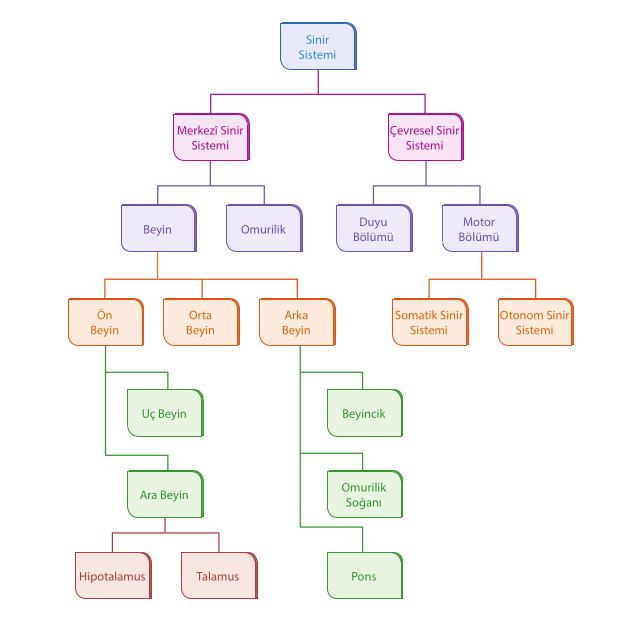 Sinir
Sistemi
Merkezî Sinir
Sistemi
Çevresel Sinir
Sistemi
Beyin
Omurilik
Duyu
Bölümü
Motor
Bölümü
Ön
Beyin
Orta
Beyin
Arka
Beyin
Somatik Sinir
Sistemi
Otonom Sinir
Sistemi
Uç Beyin
Beyincik
Ara Beyin
Omurilik
Soğanı
Hipotalamus
Talamus
Pons